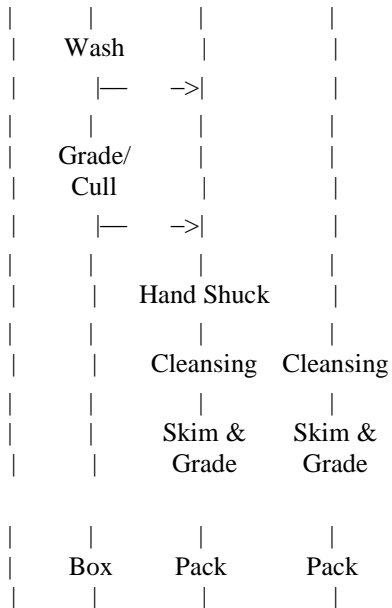 | | | |
Wash | |
| |— –>| |
| | | |
| Grade/ | |
Cull | |
| |— –>| |
| | | |
| | Hand Shuck |
| | | |
| | Cleansing Cleansing
| | | |
| | Skim & Skim &
| | Grade Grade
| | | |
| Box Pack Pack
| | | |